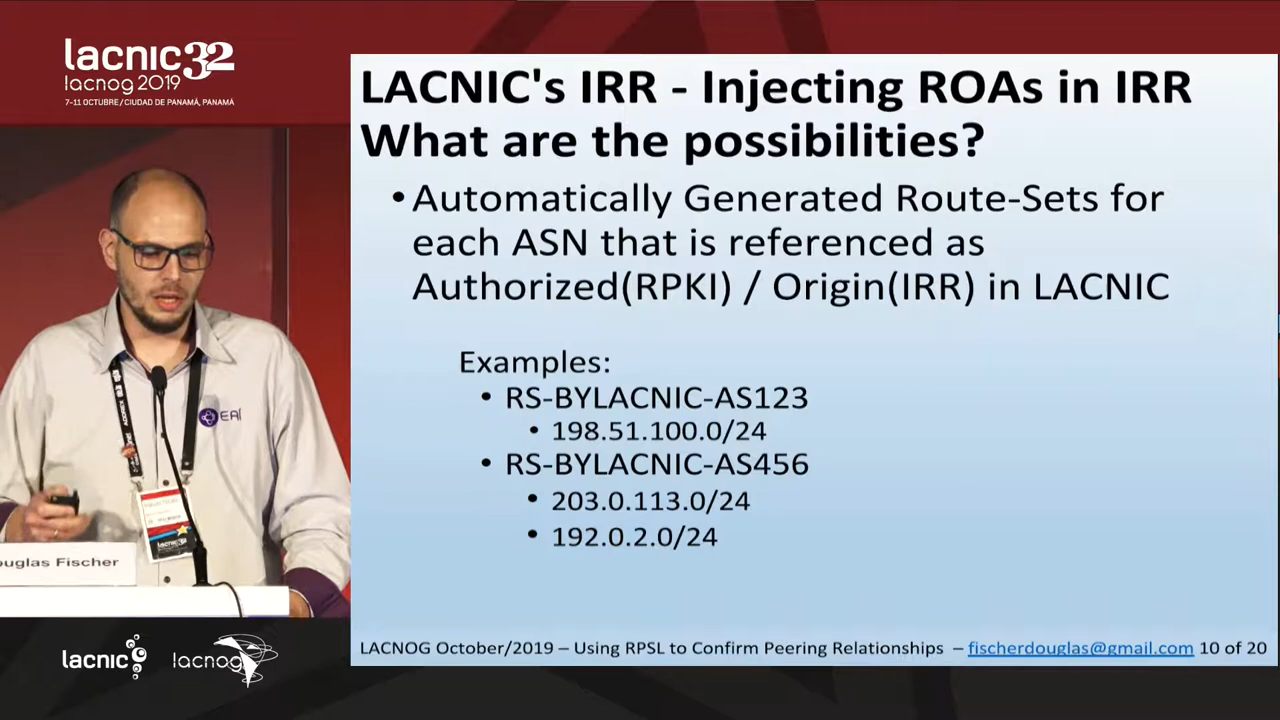 lacnic32
lacnog 2019
7-11 OCTUBRE / CIUDAD DE PANAMÁ, PANAMÁ
LACNIC's IRR - Injecting ROAs in IRR
What are the possibilities?
•Automatically Generated Route-Sets for
each ASN that is referenced as
Authorized(RPKI) / Origin(IRR) in LACNIC
Examples:
• RS-BYLACNIC-AS123
• 198.51.100.0/24
• RS-BYLACNIC-AS456
• 203.0.113.0/24
• 192.0.2.0/24
LACNOG October/2019 – Using RPSL to Confirm Peering Relationships – fischerdouglas@gmail.com 10 of 20
EAÍ
lacnic32
ouglas Fischer
lacnic
lacnog